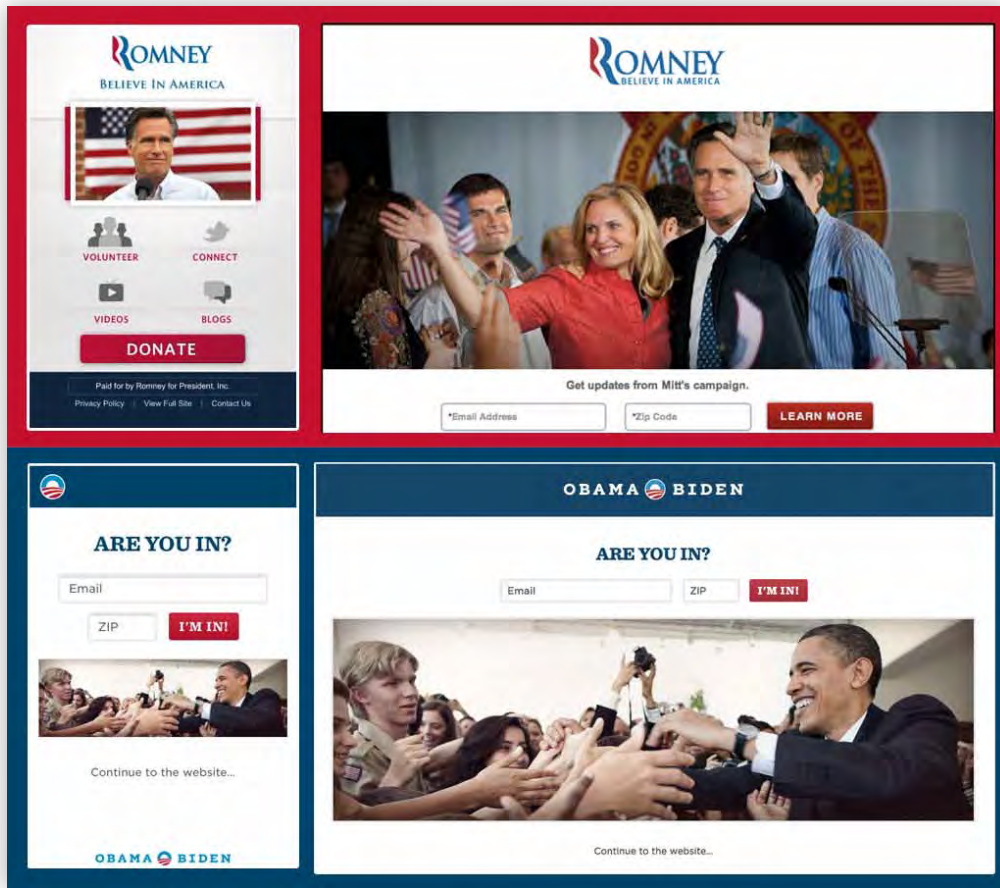 ROMNEY
BELIEVE IN AMERICA
VOLUNTEER CONNECT
VIDEOS BLOGS
DONATE
Paid for by Romney for President, Inc.
Privacy Policy | View Full Site | Contact Us
ROMNEY
BELIEVE IN AMERICA
Get updates from Mitt's campaign.
*Email Address *Zip Code LEARN MORE
ARE YOU IN?
Email
ZIP I'M IN!
Continue to the website...
OBAMA BIDEN
OBAMA BIDEN
ARE YOU IN?
Email ZIP I'M IN!
Continue to the website...